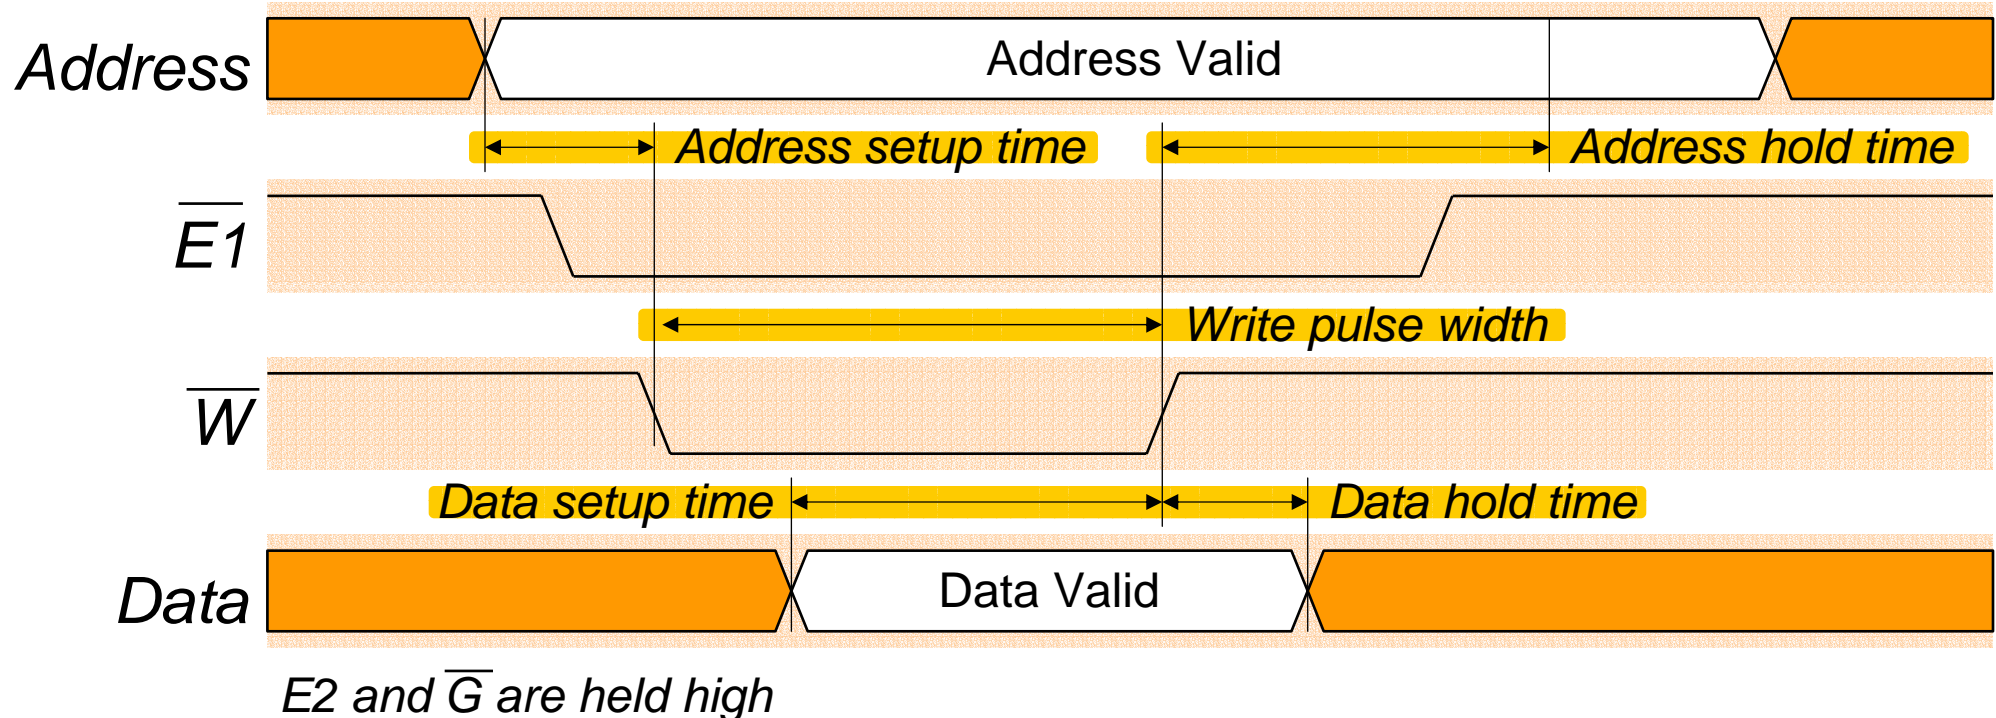 Address Address Valid
Address setup time Address hold time
E̅1̅
Write pulse width
W̅
Data setup time Data hold time
Data Data Valid
E2 and G̅ are held high